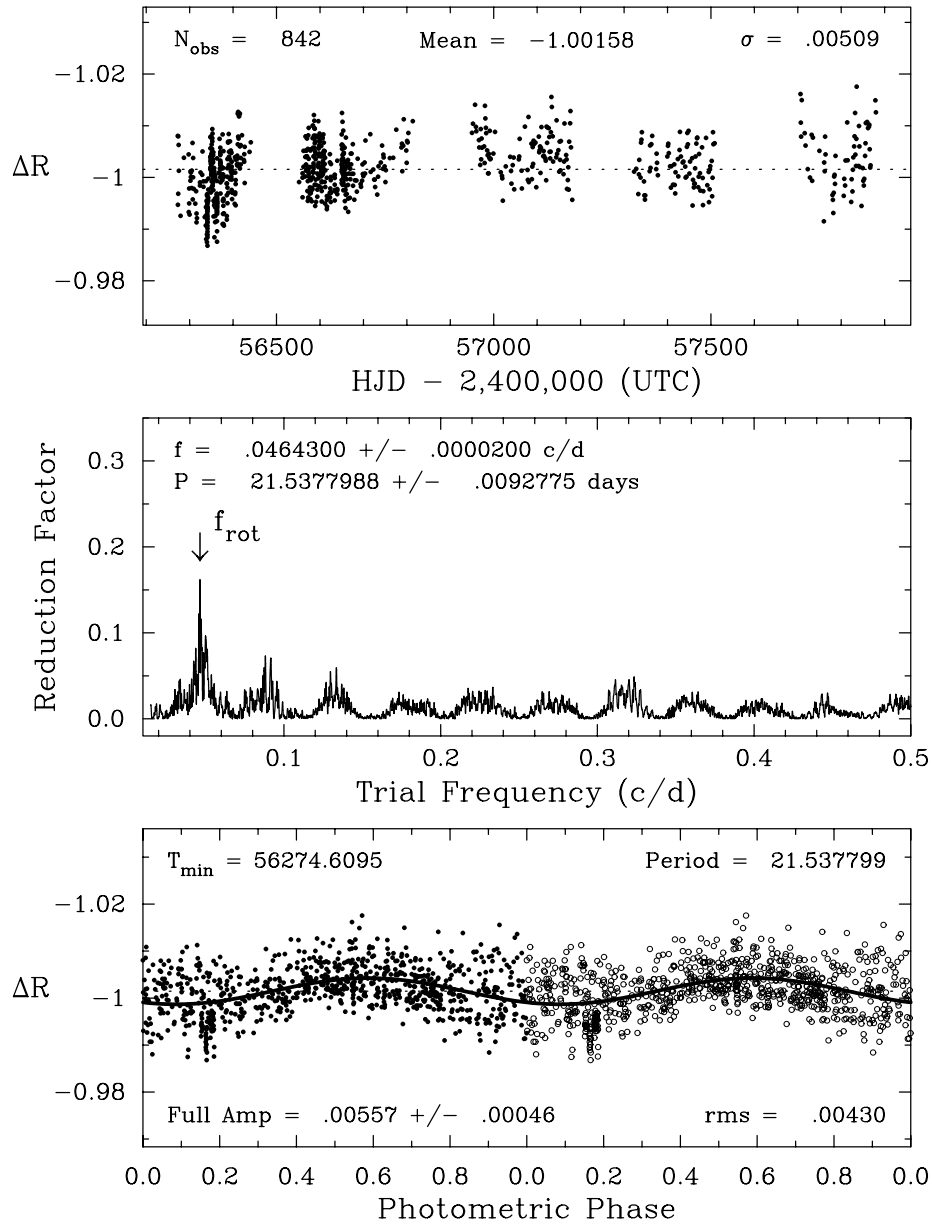 N_obs = 842 Mean = −1.00158 σ = .00509
−1.02
ΔR
−1
−0.98
56500 57000 57500
HJD − 2,400,000 (UTC)
f = .0464300 +/− .0000200 c/d
P = 21.5377988 +/− .0092775 days
f_rot
Reduction Factor
0.3
0.2
0.1
0.0
0.1 0.2 0.3 0.4 0.5
Trial Frequency (c/d)
T_min = 56274.6095 Period = 21.537799
−1.02
ΔR
−1
−0.98
Full Amp = .00557 +/− .00046 rms = .00430
0.0 0.2 0.4 0.6 0.8 0.0 0.2 0.4 0.6 0.8 0.0
Photometric Phase